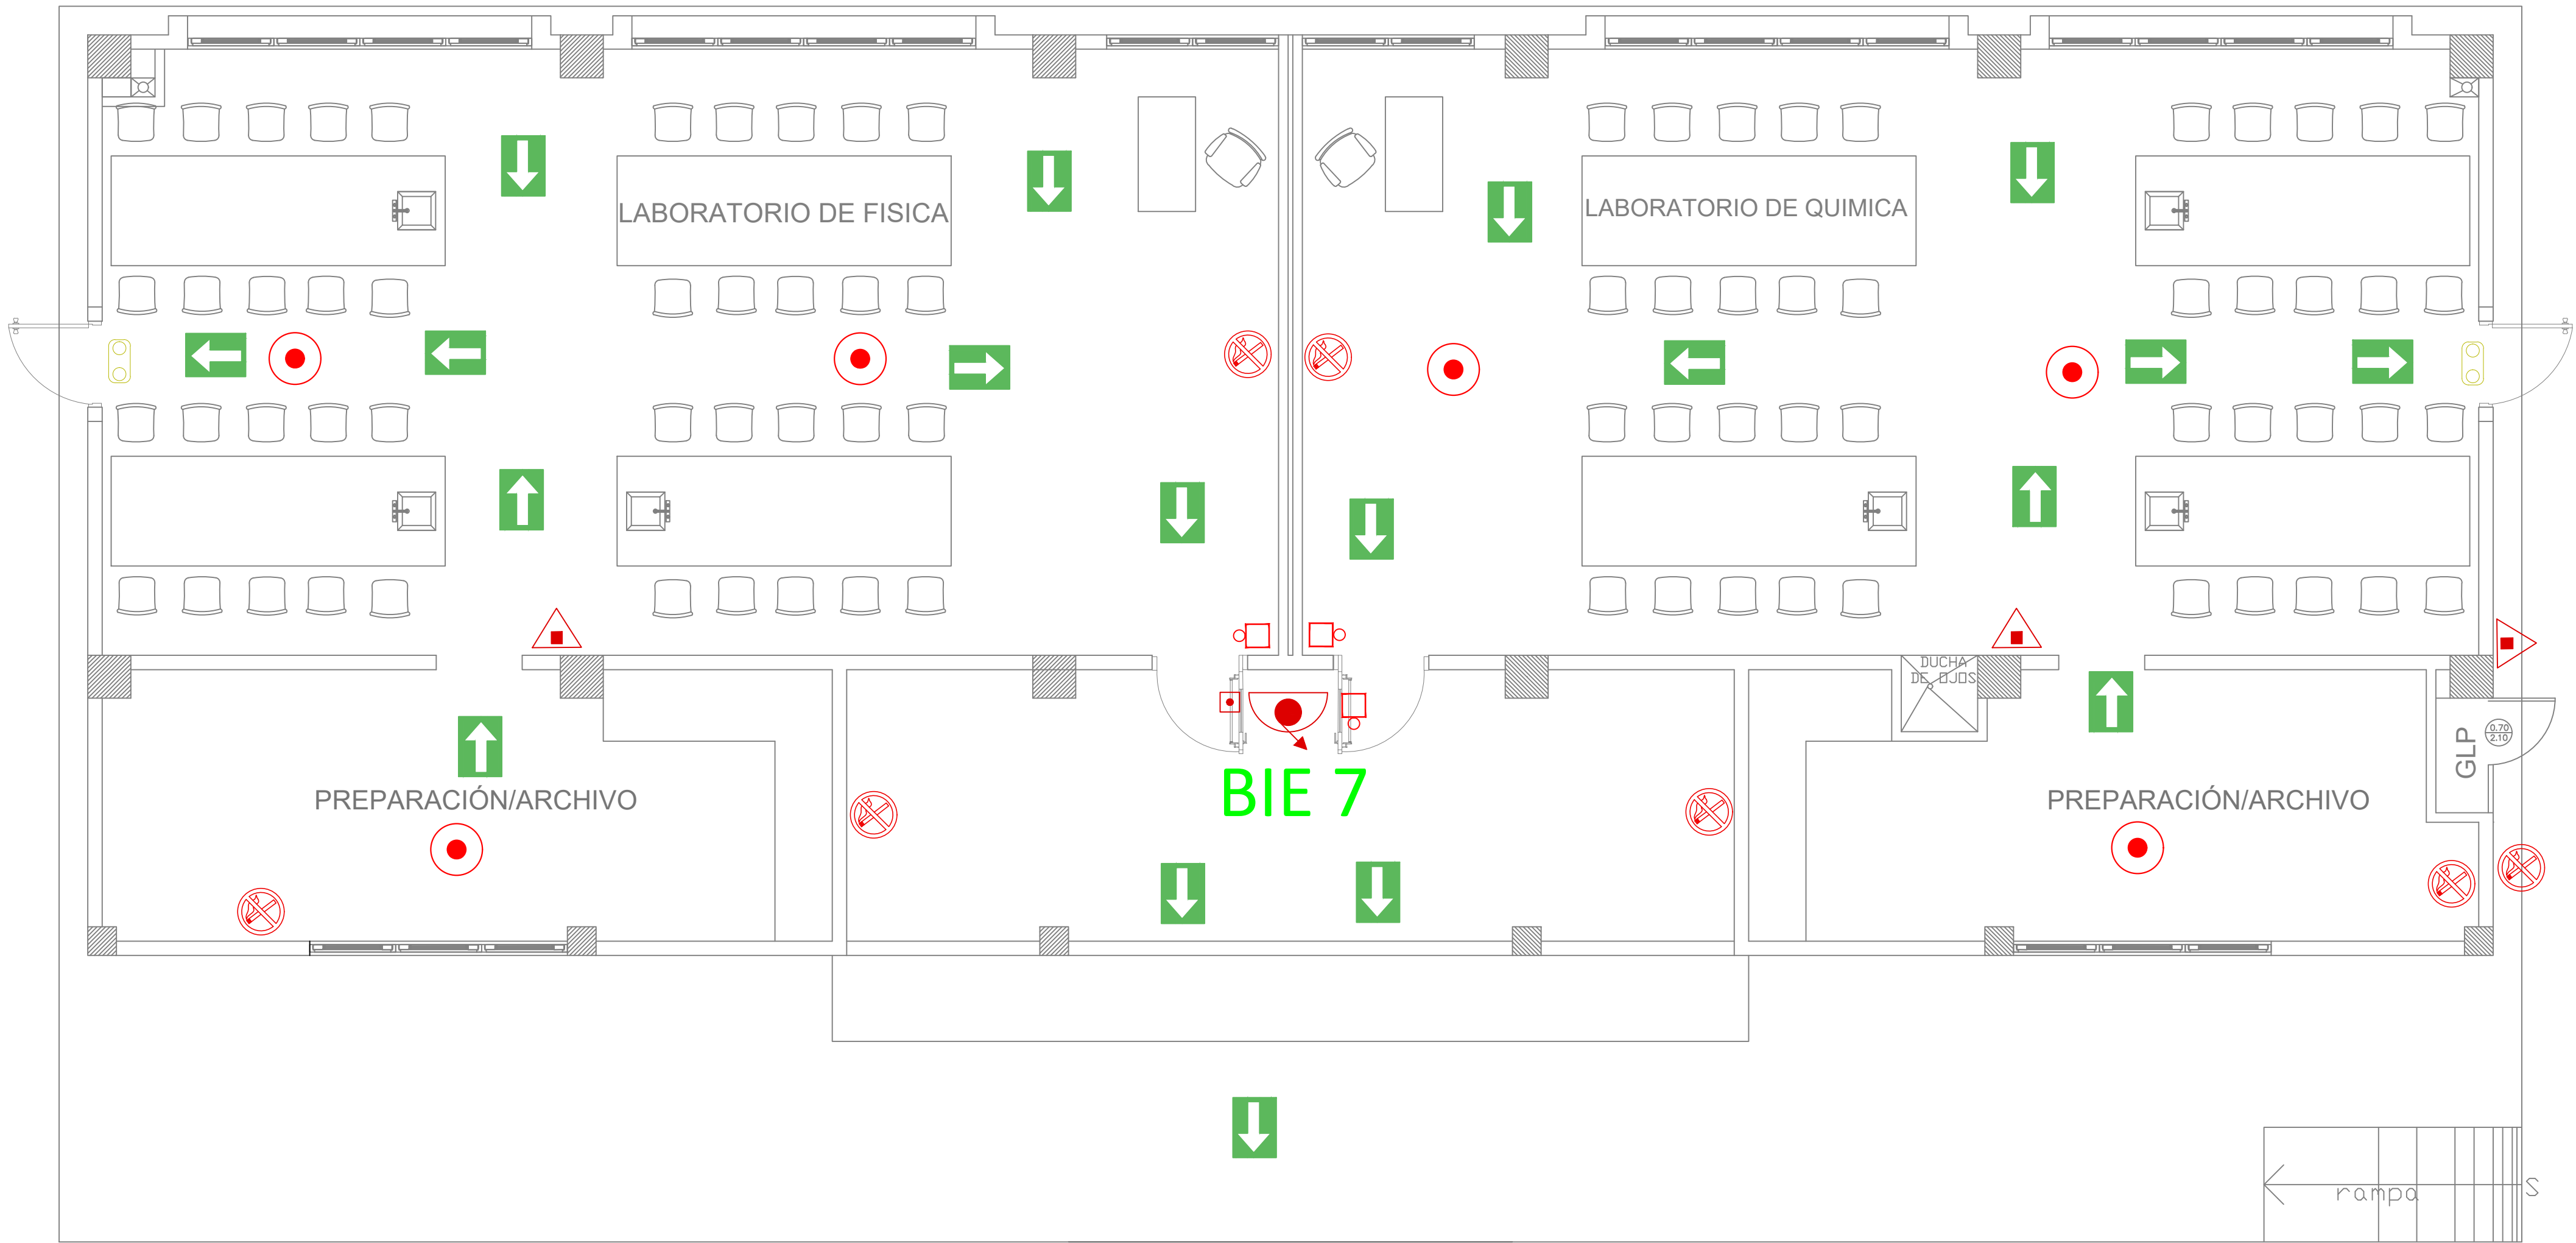 LABORATORIO DE FISICA
LABORATORIO DE QUIMICA
DUCHA
DE OJOS
GLP
0.70
2.10
BIE 7
PREPARACIÓN/ARCHIVO
PREPARACIÓN/ARCHIVO
rampa
S